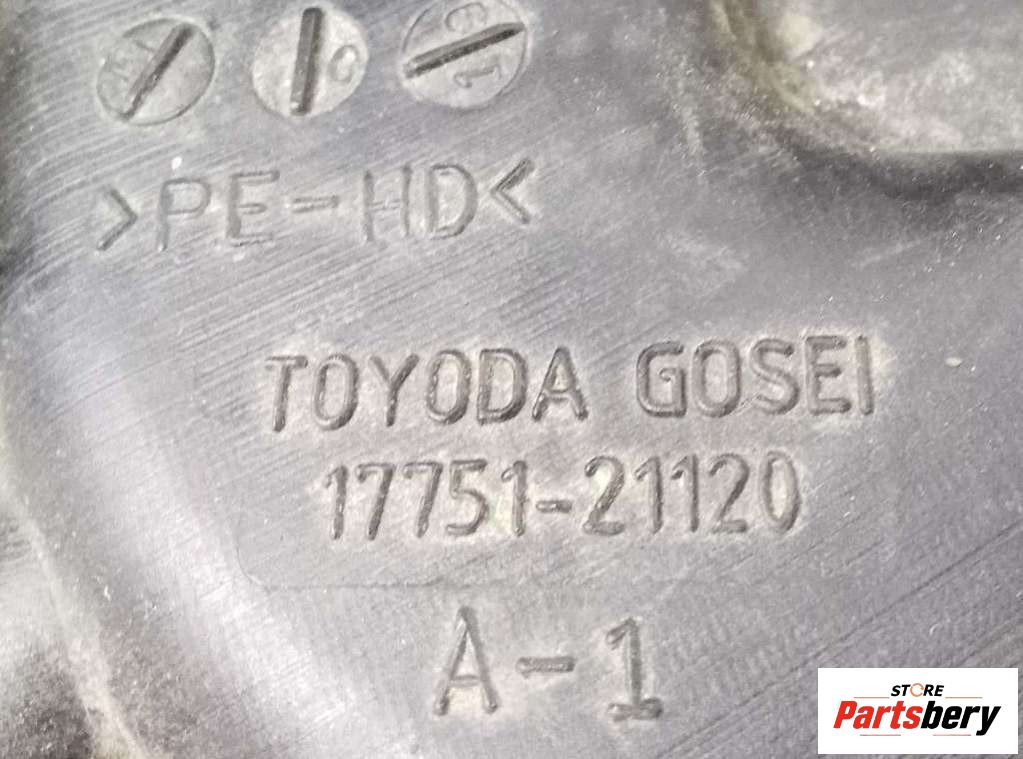 >PE-HD<
TOYODA GOSEI
17751-21120
A-1
STORE
Partsbery